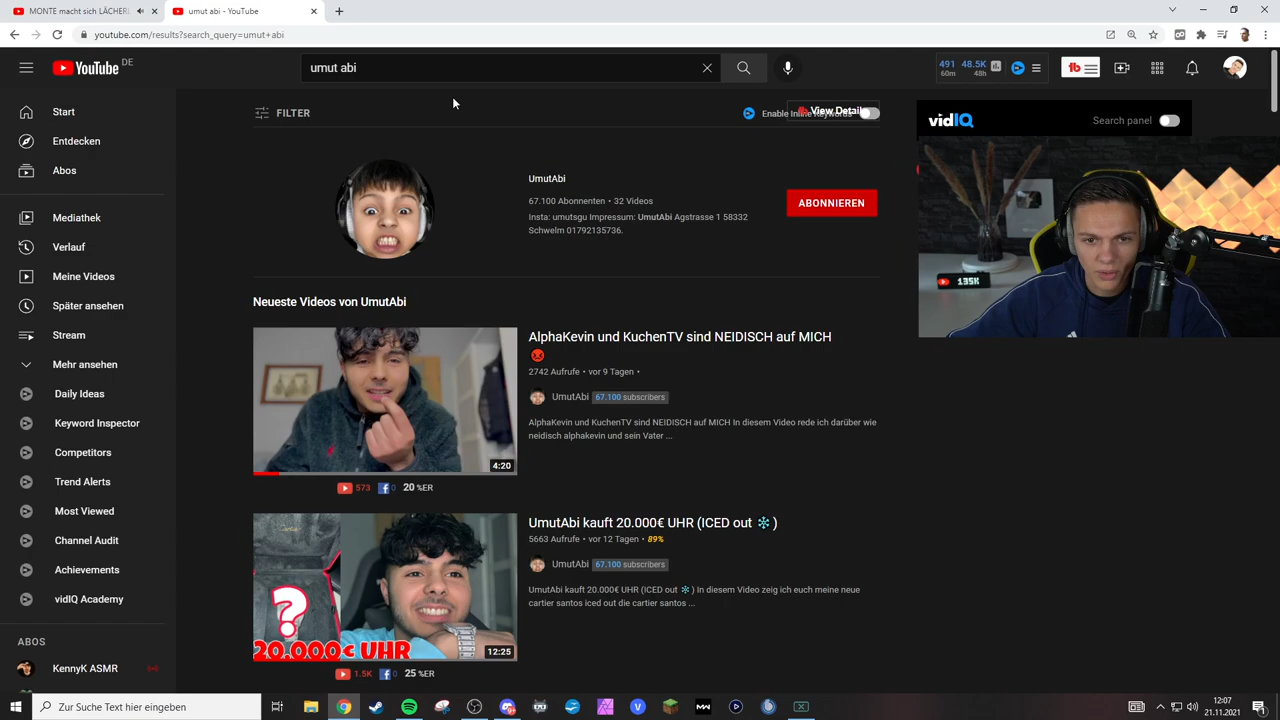 MONTE macht sich LÄCHERL
umut abi - YouTube
youtube.com/results?search_query=umut+abi
YouTube DE
umut abi
491 48.5K
60m 48h
Start
Entdecken
Abos
Mediathek
Verlauf
Meine Videos
Später ansehen
Stream
Mehr ansehen
Daily Ideas
Keyword Inspector
Competitors
Trend Alerts
Most Viewed
Channel Audit
Achievements
vidIQ Academy
ABOS
KennyK ASMR
FILTER
Enable Inline Keywords
View Details
UmutAbi
67.100 Abonnenten • 32 Videos
Insta: umutsgu Impressum: UmutAbi Agstrasse 1 58332
Schwelm 01792135736.
ABONNIEREN
Neueste Videos von UmutAbi
4:20
AlphaKevin und KuchenTV sind NEIDISCH auf MICH
2742 Aufrufe • vor 9 Tagen •
UmutAbi 67.100 subscribers
AlphaKevin und KuchenTV sind NEIDISCH auf MICH In diesem Video rede ich darüber wie
neidisch alphakevin und sein Vater ...
573 0 20 %ER
20.000€ UHR
12:25
UmutAbi kauft 20.000€ UHR (ICED out ❄ )
5663 Aufrufe • vor 12 Tagen • 89%
UmutAbi 67.100 subscribers
UmutAbi kauft 20.000€ UHR (ICED out ❄ ) In diesem Video zeig ich euch meine neue
cartier santos iced out die cartier santos ...
1.5K 0 25 %ER
vidIQ
Search panel
135K
Zur Suche Text hier eingeben
12:07
21.11.2021